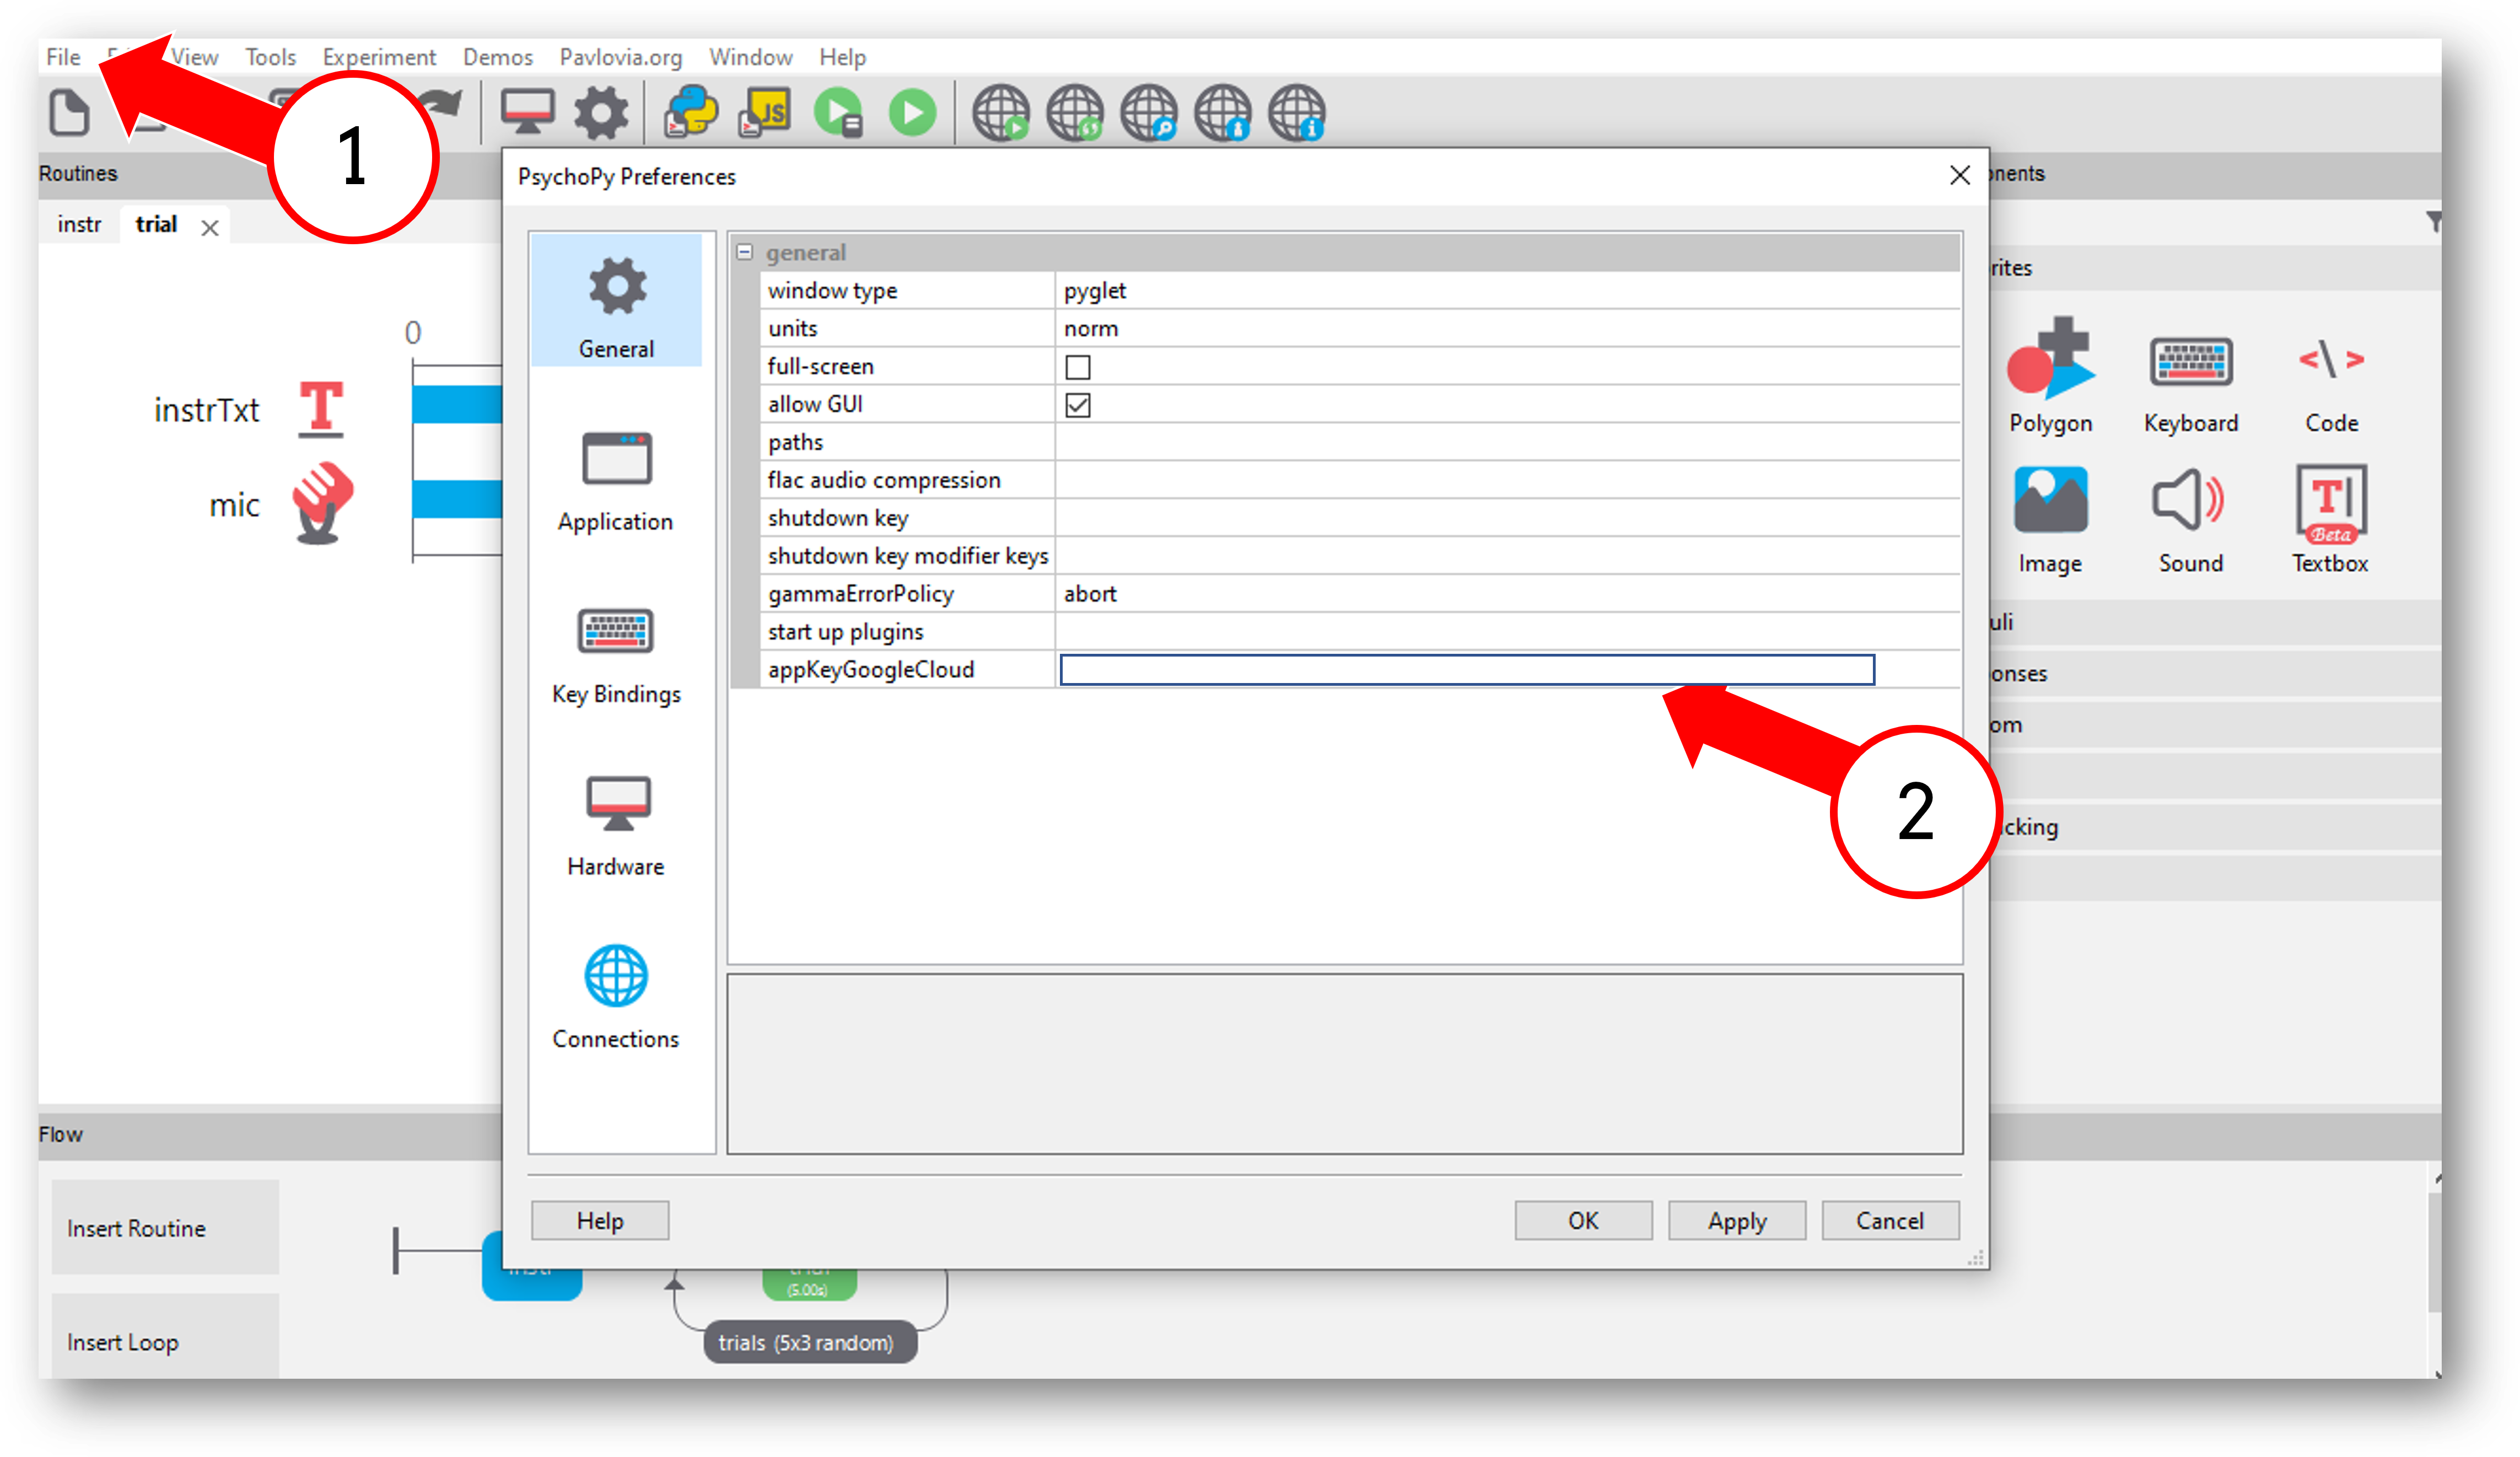 File View Tools Experiment Demos Pavlovia.org Window Help
JS
1
Routines
instr trial
0
instrTxt
mic
PsychoPy Preferences
General
Application
Key Bindings
Hardware
Connections
general
window type pyglet
units norm
full-screen
allow GUI
paths
flac audio compression
shutdown key
shutdown key modifier keys
gammaErrorPolicy abort
start up plugins
appKeyGoogleCloud
2
Help OK Apply Cancel
onents
rites
Polygon Keyboard Code
Beta
Image Sound Textbox
uli
onses
om
cking
Flow
Insert Routine
Insert Loop
(5.00s)
trials (5x3 random)